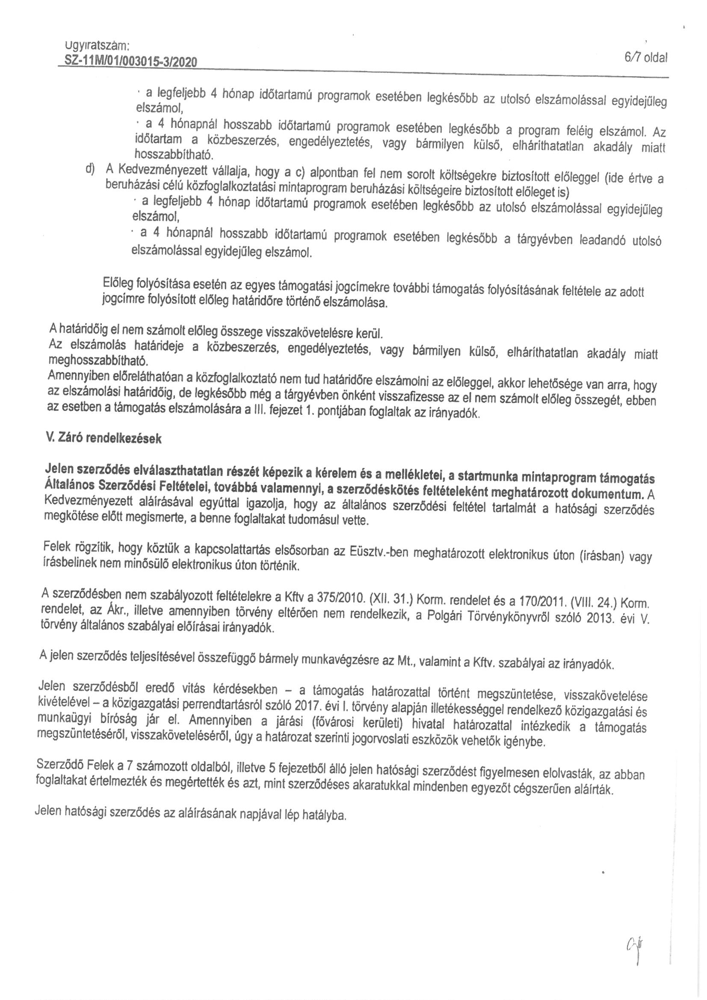 Ügyiratszám:
SZ-11M/01/003015-3/2020
6/7 oldal
· a legfeljebb 4 hónap időtartamú programok esetében legkésőbb az utolsó elszámolással egyidejűleg
elszámol,
· a 4 hónapnál hosszabb időtartamú programok esetében legkésőbb a program feléig elszámol. Az
időtartam a közbeszerzés, engedélyeztetés, vagy bármilyen külső, elháríthatatlan akadály miatt
hosszabbítható.
d) A Kedvezményezett vállalja, hogy a c) alpontban fel nem sorolt költségekre biztosított előleggel (ide értve a
beruházási célú közfoglalkoztatási mintaprogram beruházási költségeire biztosított előleget is)
· a legfeljebb 4 hónap időtartamú programok esetében legkésőbb az utolsó elszámolással egyidejűleg
elszámol,
· a 4 hónapnál hosszabb időtartamú programok esetében legkésőbb a tárgyévben leadandó utolsó
elszámolással egyidejűleg elszámol.
Előleg folyósítása esetén az egyes támogatási jogcímekre további támogatás folyósításának feltétele az adott
jogcímre folyósított előleg határidőre történő elszámolása.
A határidőig el nem számolt előleg összege visszakövetelésre kerül.
Az elszámolás határideje a közbeszerzés, engedélyeztetés, vagy bármilyen külső, elháríthatatlan akadály miatt
meghosszabbítható.
Amennyiben előreláthatóan a közfoglalkoztató nem tud határidőre elszámolni az előleggel, akkor lehetősége van arra, hogy
az elszámolási határidőig, de legkésőbb még a tárgyévben önként visszafizesse az el nem számolt előleg összegét, ebben
az esetben a támogatás elszámolására a III. fejezet 1. pontjában foglaltak az irányadók.
V. Záró rendelkezések
Jelen szerződés elválaszthatatlan részét képezik a kérelem és a mellékletei, a startmunka mintaprogram támogatás
Általános Szerződési Feltételei, továbbá valamennyi, a szerződéskötés feltételeként meghatározott dokumentum. A
Kedvezményezett aláírásával egyúttal igazolja, hogy az általános szerződési feltétel tartalmát a hatósági szerződés
megkötése előtt megismerte, a benne foglaltakat tudomásul vette.
Felek rögzítik, hogy köztük a kapcsolattartás elsősorban az Eüsztv.-ben meghatározott elektronikus úton (írásban) vagy
írásbelinek nem minősülő elektronikus úton történik.
A szerződésben nem szabályozott feltételekre a Kftv a 375/2010. (XII. 31.) Korm. rendelet és a 170/2011. (VIII. 24.) Korm.
rendelet, az Ákr., illetve amennyiben törvény eltérően nem rendelkezik, a Polgári Törvénykönyvről szóló 2013. évi V.
törvény általános szabályai előírásai irányadók.
A jelen szerződés teljesítésével összefüggő bármely munkavégzésre az Mt., valamint a Kftv. szabályai az irányadók.
Jelen szerződésből eredő vitás kérdésekben – a támogatás határozattal történt megszüntetése, visszakövetelése
kivételével – a közigazgatási perrendtartásról szóló 2017. évi I. törvény alapján illetékességgel rendelkező közigazgatási és
munkaügyi bíróság jár el. Amennyiben a járási (fővárosi kerületi) hivatal határozattal intézkedik a támogatás
megszüntetéséről, visszaköveteléséről, úgy a határozat szerinti jogorvoslati eszközök vehetők igénybe.
Szerződő Felek a 7 számozott oldalból, illetve 5 fejezetből álló jelen hatósági szerződést figyelmesen elolvasták, az abban
foglaltakat értelmezték és megértették és azt, mint szerződéses akaratukkal mindenben egyezőt cégszerűen aláírták.
Jelen hatósági szerződés az aláírásának napjával lép hatályba.